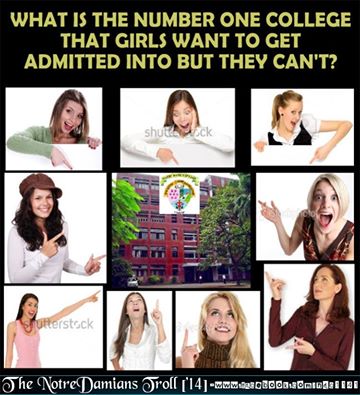 WHAT IS THE NUMBER ONE COLLEGE
THAT GIRLS WANT TO GET
ADMITTED INTO BUT THEY CAN'T?
shutterstock
shutterstock
shutterstock
The NotreDamians Troll ['14]